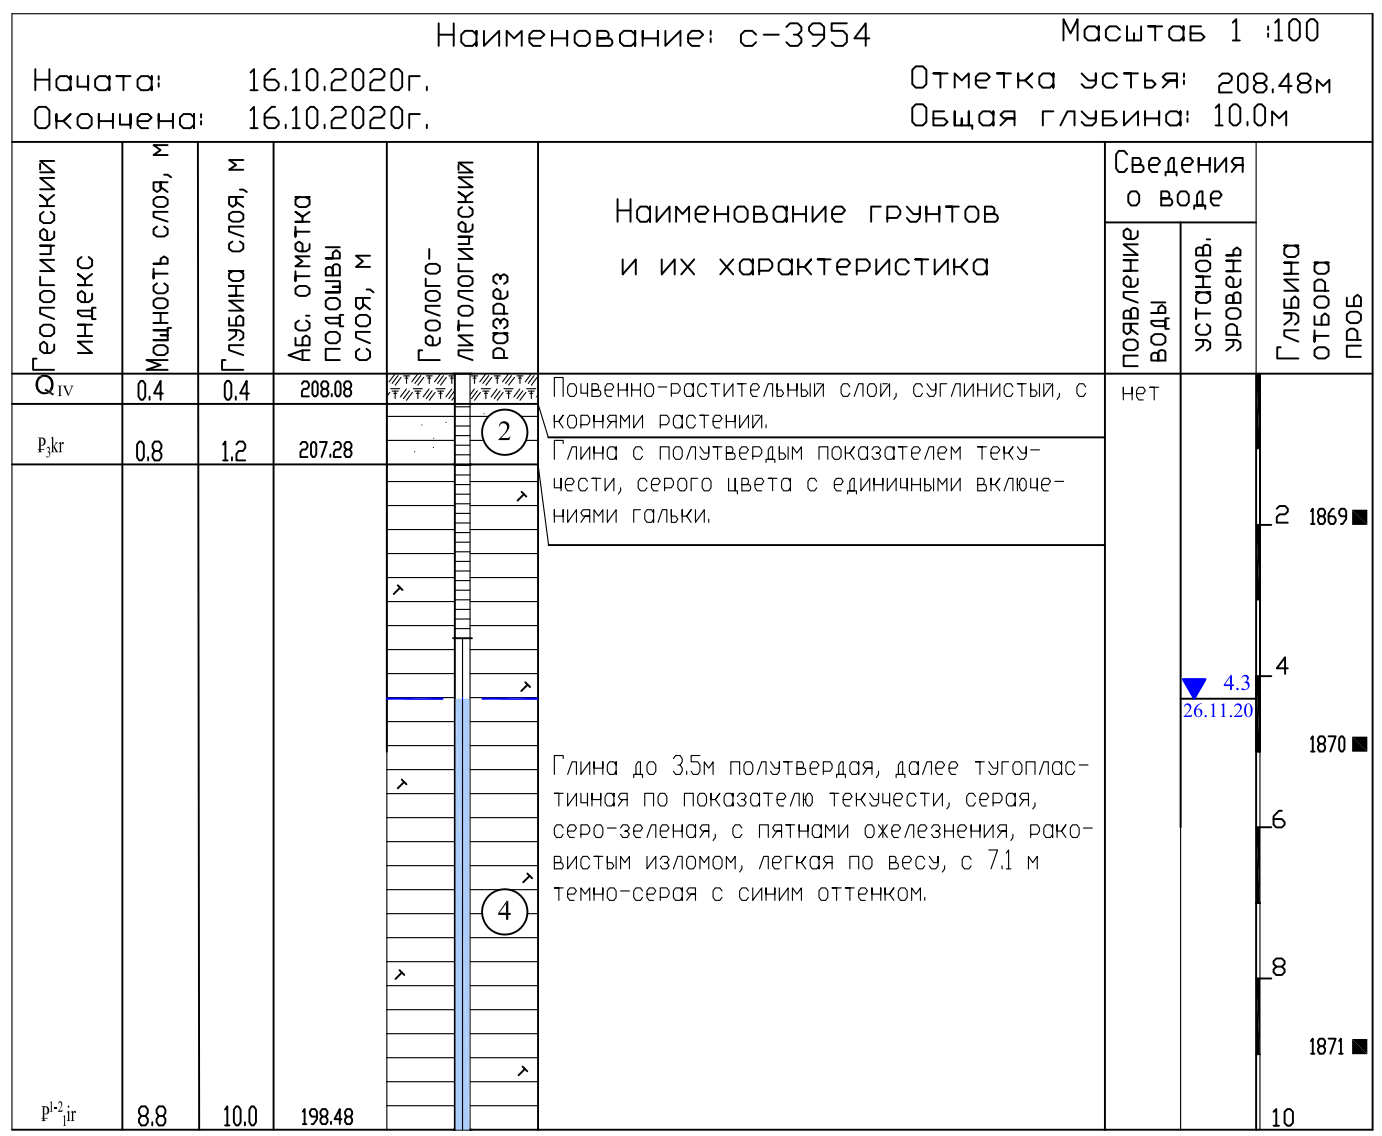 Наименование: с-3954
Масштаб 1 :100
Начата: 16.10.2020г.
Отметка устья: 208.48м
Окончена: 16.10.2020г.
Общая глубина: 10.0м
Геологический
индекс
Мощность слоя, м
Глубина слоя, м
Абс. отметка
подошвы
слоя, м
Геолого-
литологический
разрез
Наименование грунтов
и их характеристика
Сведения
о воде
появление
воды
установ.
уровень
Глубина
отбора
проб
QIV 0.4 0.4 208.08
Почвенно-растительный слой, суглинистый, с
корнями растений.
нет
₽₃kr 0.8 1.2 207.28
2
Глина с полутвердым показателем теку-
чести, серого цвета с единичными включе-
ниями гальки.
2 1869
4
4.3
26.11.20
1870
Глина до 3.5м полутвердая, далее тугоплас-
тичная по показателю текучести, серая,
серо-зеленая, с пятнами ожелезнения, рако-
вистым изломом, легкая по весу, с 7.1 м
темно-серая с синим оттенком.
6
4
8
1871
₽¹⁻²₁ir 8.8 10.0 198.48
10